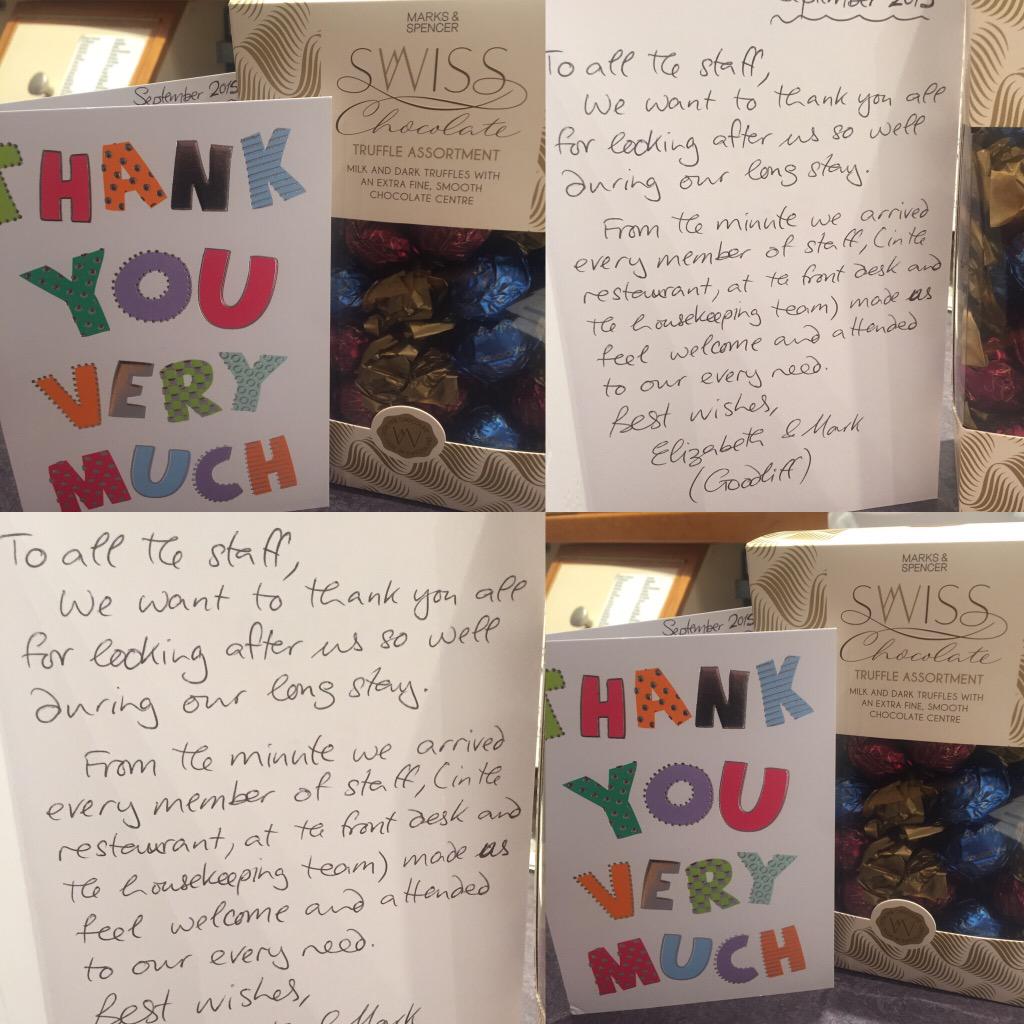 September 2015
THANK
YOU
VERY
MUCH
MARKS &
SPENCER
SWISS
Chocolate
TRUFFLE ASSORTMENT
MILK AND DARK TRUFFLES WITH
AN EXTRA FINE, SMOOTH
CHOCOLATE CENTRE
September 2015
To all the staff,
We want to thank you all
for looking after us so well
during our long stay.
From the minute we arrived
every member of staff, (in the
restaurant, at the front desk and
the housekeeping team) made us
feel welcome and attended
to our every need.
Best wishes,
Elizabeth & Mark
(Goodliff)
To all the staff,
We want to thank you all
for looking after us so well
during our long stay.
From the minute we arrived
every member of staff, (in the
restaurant, at the front desk and
the housekeeping team) made us
feel welcome and attended
to our every need.
Best wishes,
& Mark
September 2015
THANK
YOU
VERY
MUCH
MARKS &
SPENCER
SWISS
Chocolate
TRUFFLE ASSORTMENT
MILK AND DARK TRUFFLES WITH
AN EXTRA FINE, SMOOTH
CHOCOLATE CENTRE